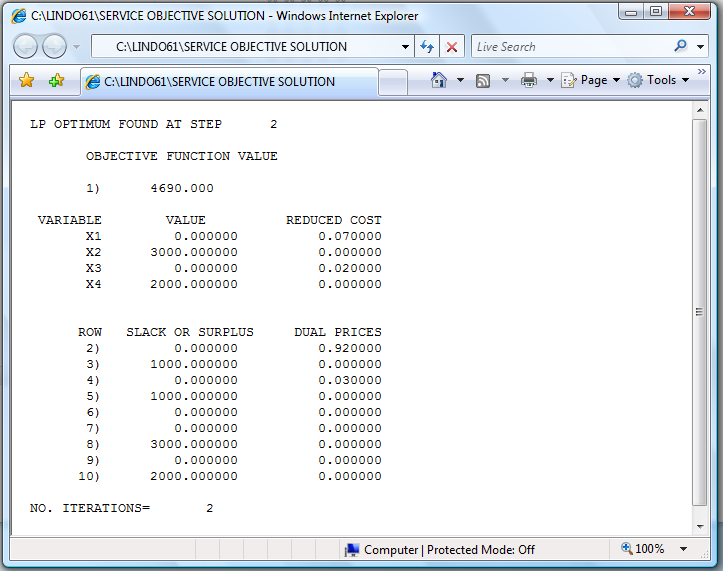 C:\LINDO61\SERVICE OBJECTIVE SOLUTION - Windows Internet Explorer
C:\LINDO61\SERVICE OBJECTIVE SOLUTION Live Search
C:\LINDO61\SERVICE OBJECTIVE SOLUTION Page Tools »
LP OPTIMUM FOUND AT STEP 2
OBJECTIVE FUNCTION VALUE
1) 4690.000
VARIABLE VALUE REDUCED COST
X1 0.000000 0.070000
X2 3000.000000 0.000000
X3 0.000000 0.020000
X4 2000.000000 0.000000
ROW SLACK OR SURPLUS DUAL PRICES
2) 0.000000 0.920000
3) 1000.000000 0.000000
4) 0.000000 0.030000
5) 1000.000000 0.000000
6) 0.000000 0.000000
7) 0.000000 0.000000
8) 3000.000000 0.000000
9) 0.000000 0.000000
10) 2000.000000 0.000000
NO. ITERATIONS= 2
Computer | Protected Mode: Off 100%